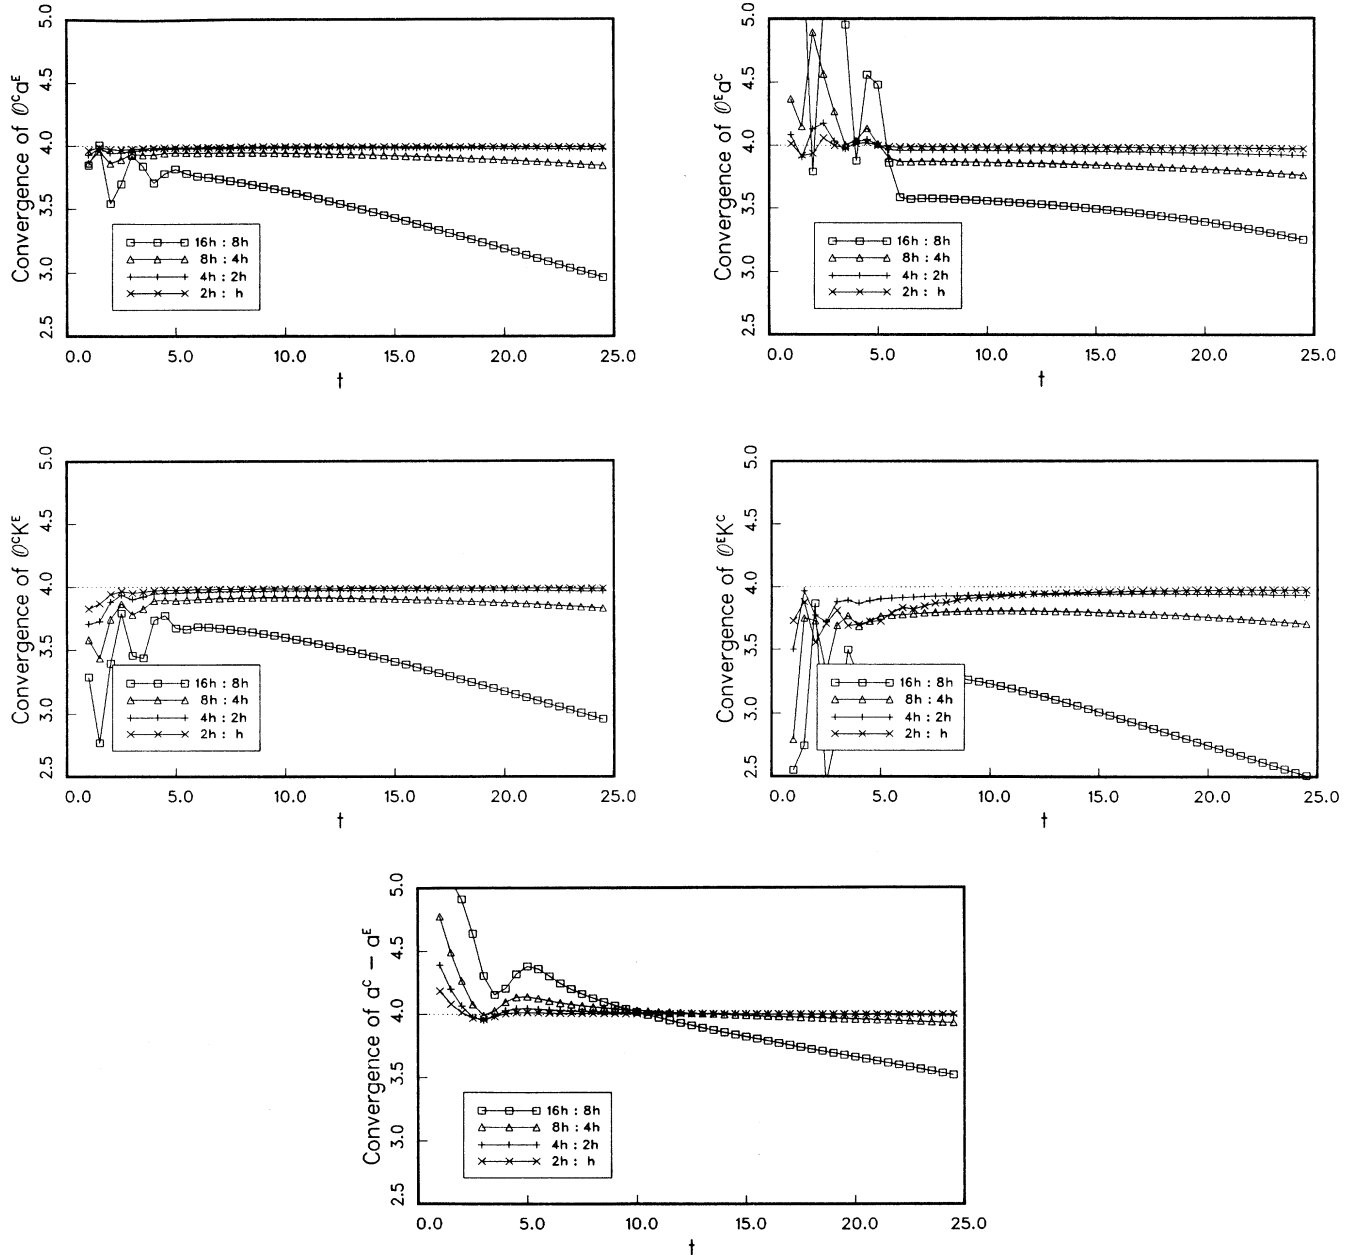 Convergence of 𝒪ᶜaᴱ
5.0
4.5
4.0
3.5
3.0
2.5
16h : 8h
8h : 4h
4h : 2h
2h : h
0.0 5.0 10.0 15.0 20.0 25.0
t
Convergence of 𝒪ᴱaᶜ
5.0
4.5
4.0
3.5
3.0
2.5
16h : 8h
8h : 4h
4h : 2h
2h : h
0.0 5.0 10.0 15.0 20.0 25.0
t
Convergence of 𝒪ᶜKᴱ
5.0
4.5
4.0
3.5
3.0
2.5
16h : 8h
8h : 4h
4h : 2h
2h : h
0.0 5.0 10.0 15.0 20.0 25.0
t
Convergence of 𝒪ᴱKᶜ
5.0
4.5
4.0
3.5
3.0
2.5
16h : 8h
8h : 4h
4h : 2h
2h : h
0.0 5.0 10.0 15.0 20.0 25.0
t
Convergence of aᶜ – aᴱ
5.0
4.5
4.0
3.5
3.0
2.5
16h : 8h
8h : 4h
4h : 2h
2h : h
0.0 5.0 10.0 15.0 20.0 25.0
t